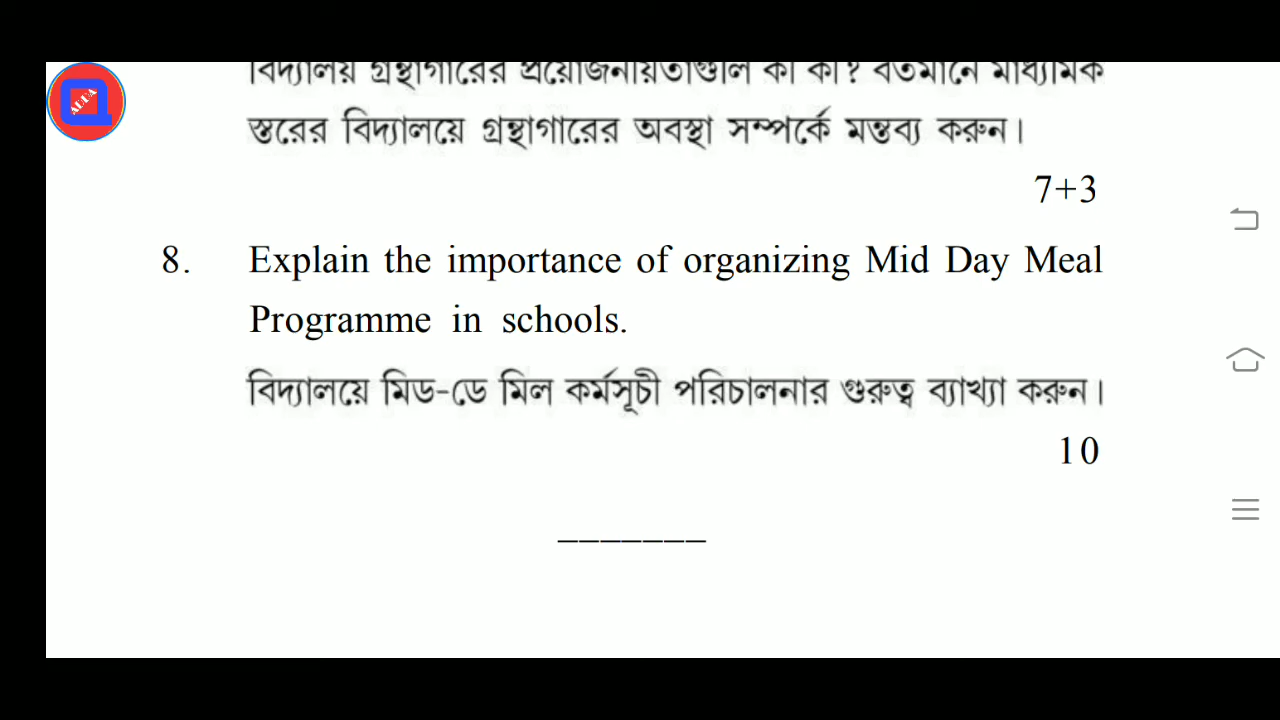 বিদ্যালয় গ্রন্থাগারের প্রয়োজনীয়তাগুলি কী কী? বর্তমানে মাধ্যমিক
স্তরের বিদ্যালয়ে গ্রন্থাগারের অবস্থা সম্পর্কে মন্তব্য করুন।
7+3
8. Explain the importance of organizing Mid Day Meal
Programme in schools.
বিদ্যালয়ে মিড-ডে মিল কর্মসূচী পরিচালনার গুরুত্ব ব্যাখ্যা করুন।
10